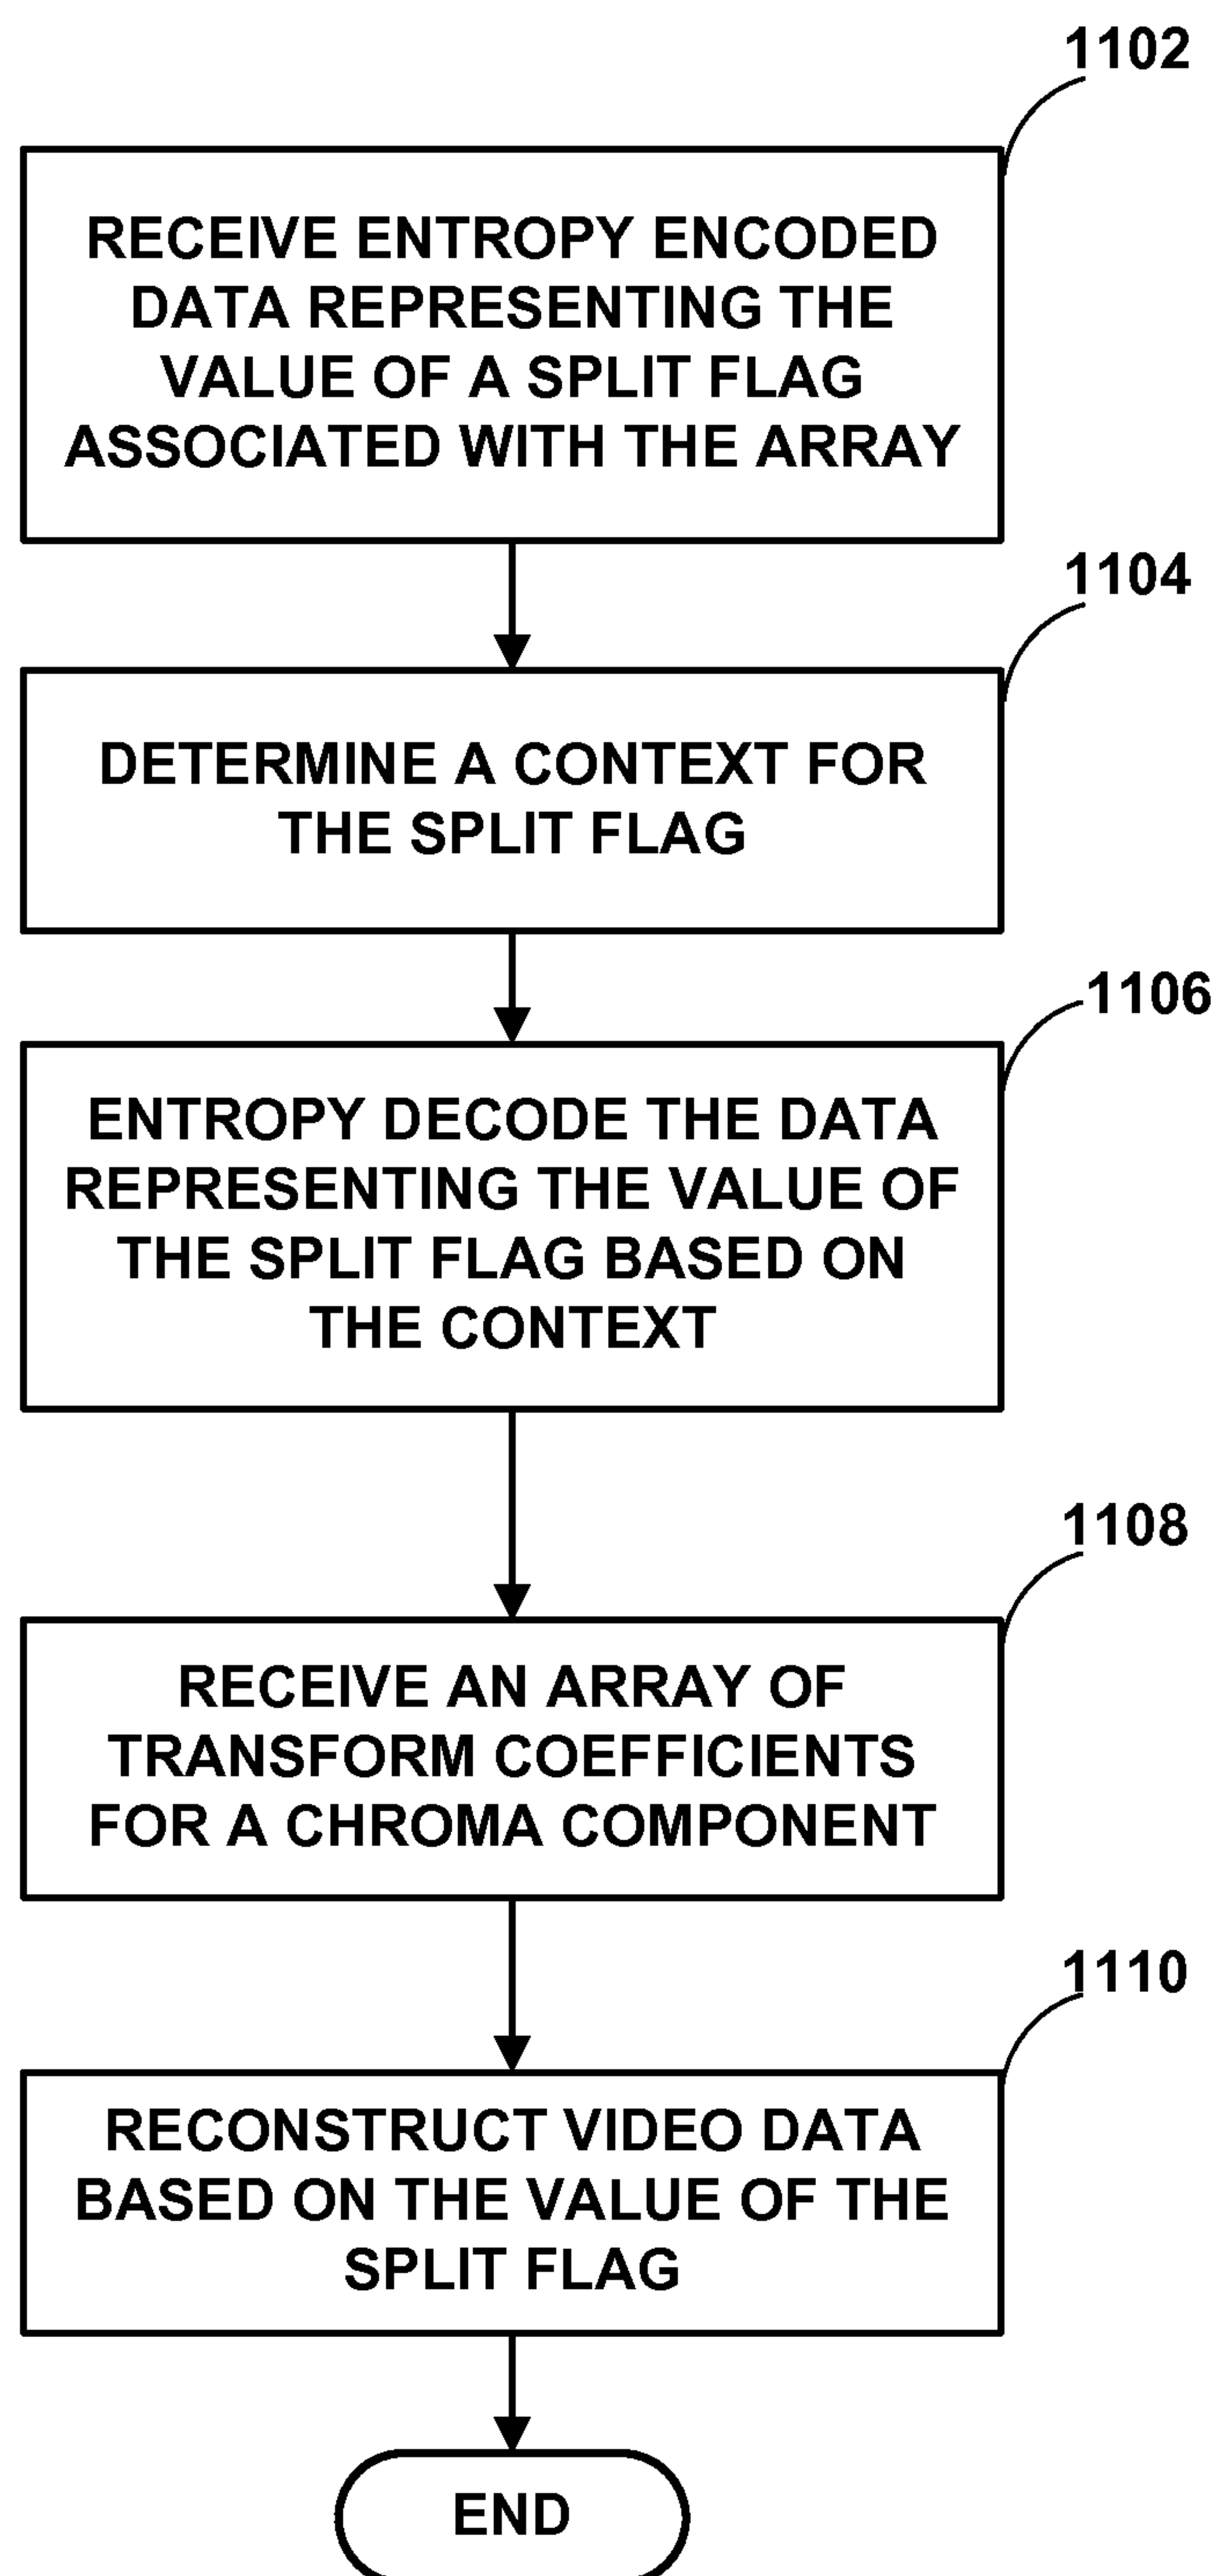 1102
RECEIVE ENTROPY ENCODED
DATA REPRESENTING THE
VALUE OF A SPLIT FLAG
ASSOCIATED WITH THE ARRAY
1104
DETERMINE A CONTEXT FOR
THE SPLIT FLAG
1106
ENTROPY DECODE THE DATA
REPRESENTING THE VALUE OF
THE SPLIT FLAG BASED ON
THE CONTEXT
1108
RECEIVE AN ARRAY OF
TRANSFORM COEFFICIENTS
FOR A CHROMA COMPONENT
1110
RECONSTRUCT VIDEO DATA
BASED ON THE VALUE OF THE
SPLIT FLAG
END